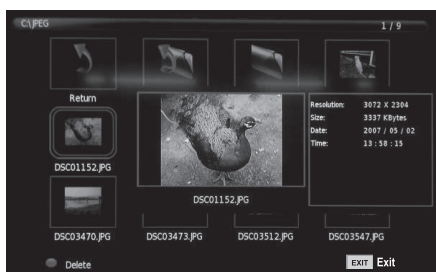 C:\JPEG 1 / 9
Return
Resolution: 3072 X 2304
Size: 3337 KBytes
Date: 2007 / 05 / 02
Time: 13 : 58 : 15
DSC01152.JPG
DSC01152.JPG
DSC03470.JPG DSC03473.JPG DSC03512.JPG DSC03547.JPG
Delete EXIT Exit